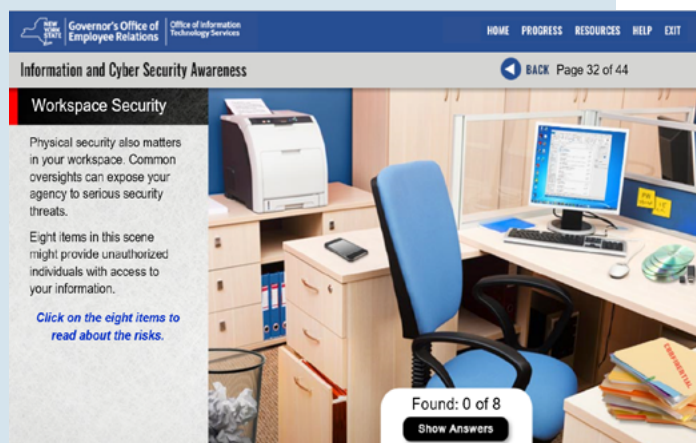 NEW
YORK
STATE
Governor's Office of
Employee Relations
Office of Information
Technology Services
HOME PROGRESS RESOURCES HELP EXIT
Information and Cyber Security Awareness
BACK Page 32 of 44
Workspace Security
Physical security also matters
in your workspace. Common
oversights can expose your
agency to serious security
threats.
Eight items in this scene
might provide unauthorized
individuals with access to
your information.
Click on the eight items to
read about the risks.
CONFIDENTIAL
Found: 0 of 8
Show Answers